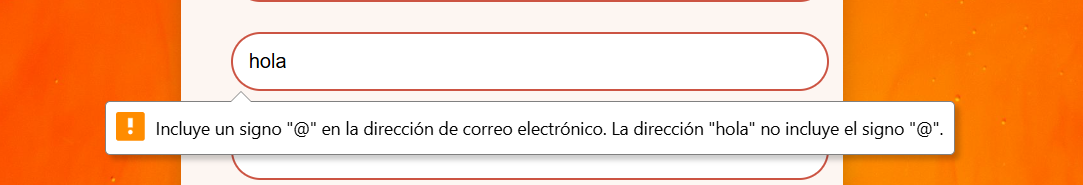 hola
Incluye un signo "@" en la dirección de correo electrónico. La dirección "hola" no incluye el signo "@".